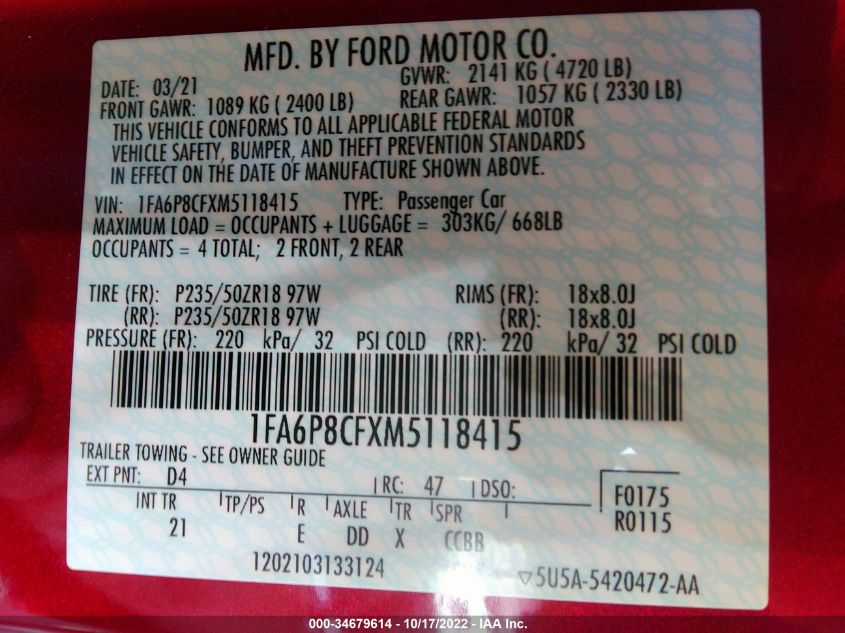 MFD. BY FORD MOTOR CO.
DATE: 03/21 GVWR: 2141 KG ( 4720 LB)
FRONT GAWR: 1089 KG ( 2400 LB) REAR GAWR: 1057 KG ( 2330 LB)
THIS VEHICLE CONFORMS TO ALL APPLICABLE FEDERAL MOTOR
VEHICLE SAFETY, BUMPER, AND THEFT PREVENTION STANDARDS
IN EFFECT ON THE DATE OF MANUFACTURE SHOWN ABOVE.
VIN: 1FA6P8CFXM5118415 TYPE: Passenger Car
MAXIMUM LOAD = OCCUPANTS + LUGGAGE = 303KG/ 668LB
OCCUPANTS = 4 TOTAL; 2 FRONT, 2 REAR
TIRE (FR): P235/50ZR18 97W RIMS (FR): 18x8.0J
(RR): P235/50ZR18 97W (RR): 18x8.0J
PRESSURE (FR): 220 kPa/ 32 PSI COLD (RR): 220 kPa/ 32 PSI COLD
1FA6P8CFXM5118415
TRAILER TOWING - SEE OWNER GUIDE
EXT PNT: D4 RC: 47 DSO:
F0175
R0115
INT TR TP/PS R AXLE TR SPR
21 E DD X CCBB
1202103133124
▽5U5A-5420472-AA
000-34679614 - 10/17/2022 - IAA Inc.